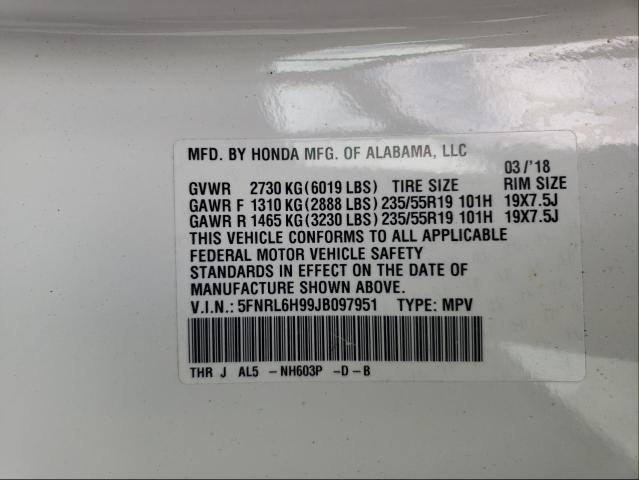 MFD. BY HONDA MFG. OF ALABAMA, LLC
03/'18
GVWR 2730 KG (6019 LBS) TIRE SIZE RIM SIZE
GAWR F 1310 KG (2888 LBS) 235/55R19 101H 19X7.5J
GAWR R 1465 KG (3230 LBS) 235/55R19 101H 19X7.5J
THIS VEHICLE CONFORMS TO ALL APPLICABLE
FEDERAL MOTOR VEHICLE SAFETY
STANDARDS IN EFFECT ON THE DATE OF
MANUFACTURE SHOWN ABOVE.
V.I.N.: 5FNRL6H99JB097951 TYPE: MPV
THR J AL5 -NH603P -D-B